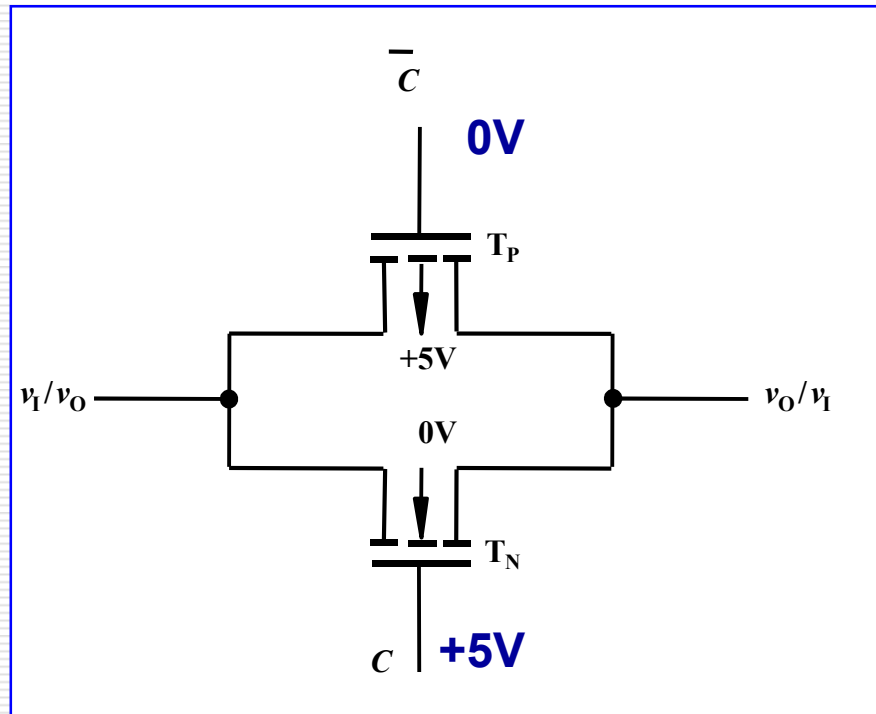 C̅
0V
T_P
+5V
v_I/v_O
v_O/v_I
0V
T_N
C
+5V